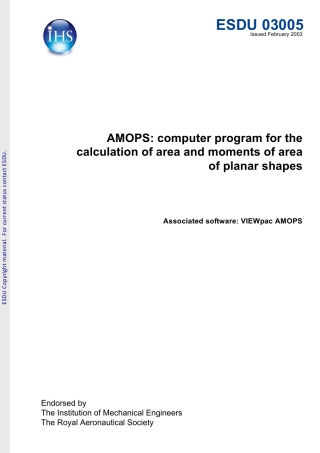 IHS
ESDU 03005
Issued February 2003
AMOPS: computer program for the
calculation of area and moments of area
of planar shapes
Associated software: VIEWpac AMOPS
ESDU Copyright material. For current status contact ESDU.
Endorsed by
The Institution of Mechanical Engineers
The Royal Aeronautical Society